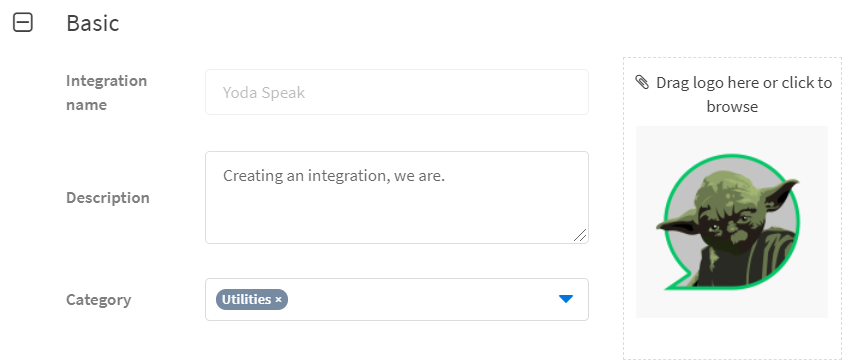 Basic
Integration
name
Yoda Speak
Drag logo here or click to
browse
Description
Creating an integration, we are.
Category
Utilities ×